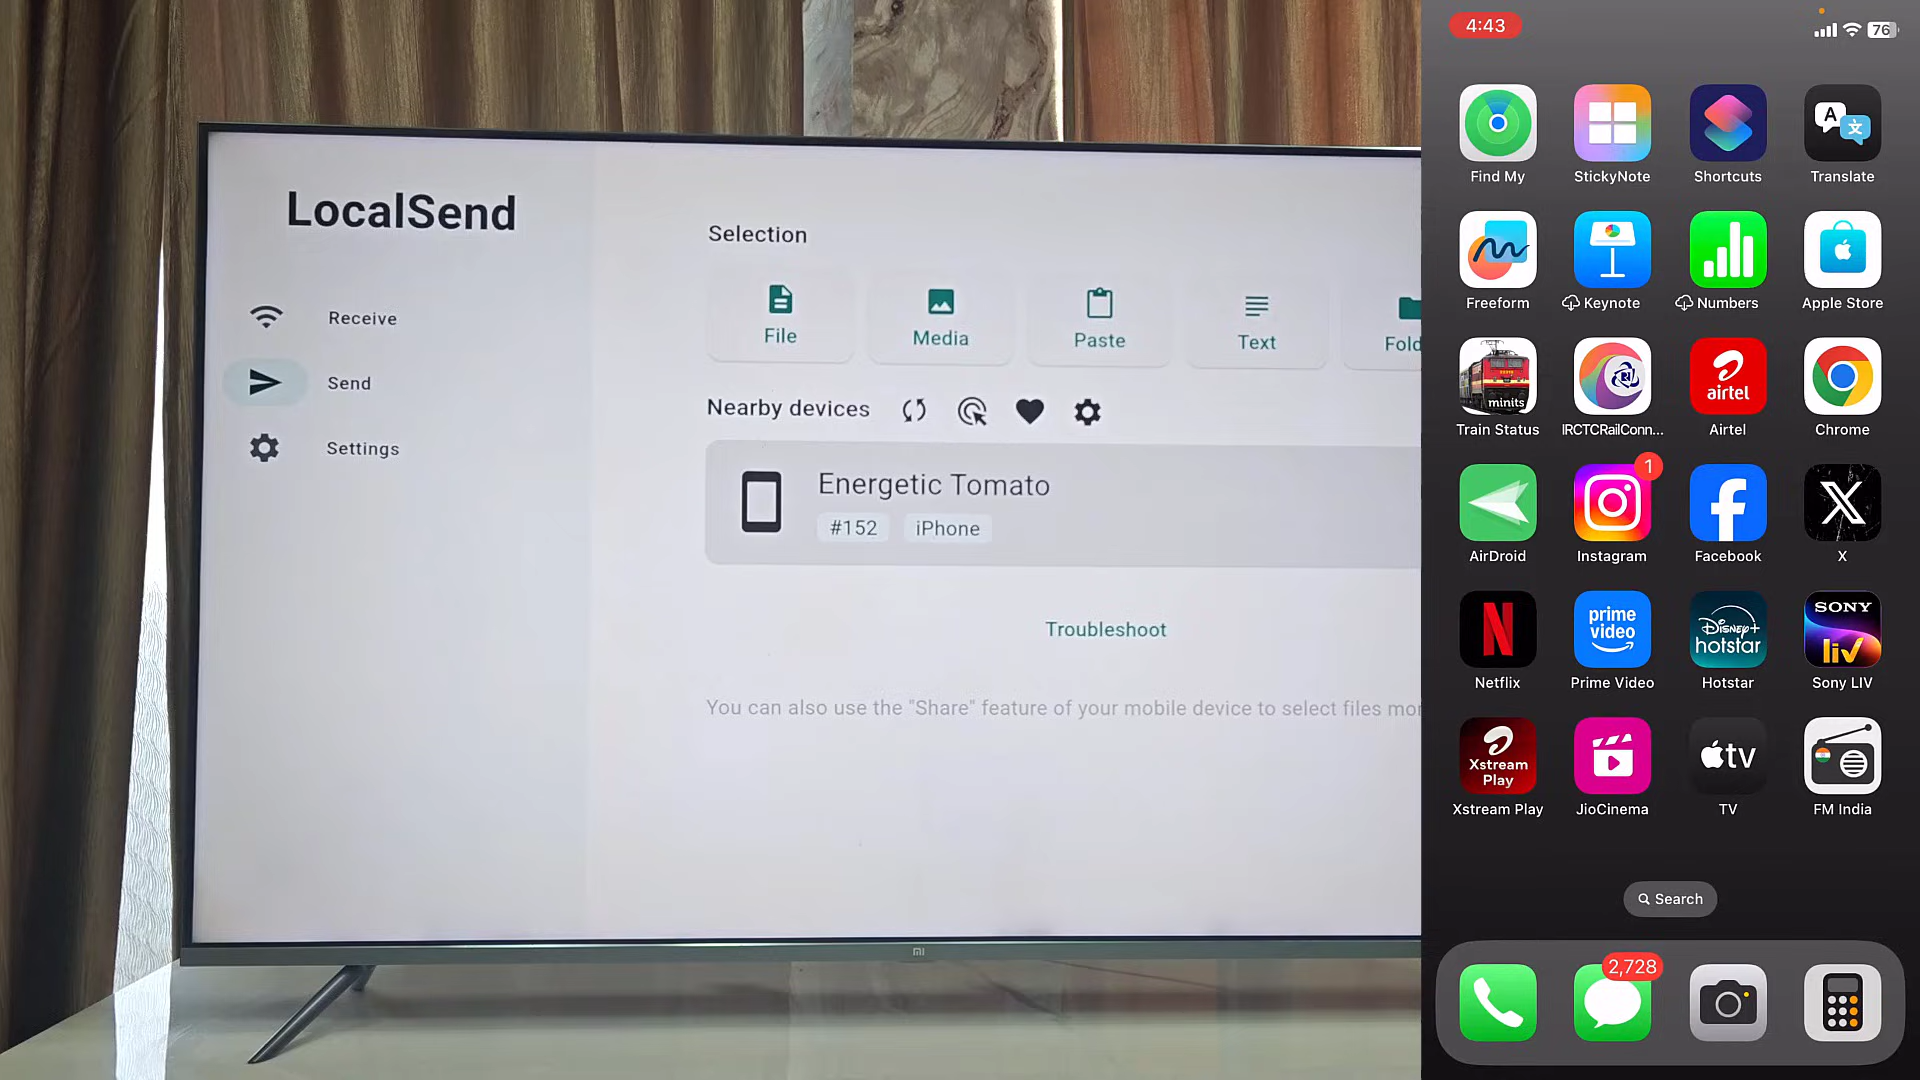 LocalSend
Receive
Send
Settings
Selection
File
Media
Paste
Text
Fold
Nearby devices
Energetic Tomato
#152
iPhone
Troubleshoot
You can also use the "Share" feature of your mobile device to select files mor
mi
4:43
76
Find My
StickyNote
A
文
Shortcuts
Translate
Freeform
Keynote
Numbers
Apple Store
minits
airtel
Train Status
IRCTCRailConn...
Airtel
Chrome
1
AirDroid
Instagram
Facebook
X
prime video
Disney+ hotstar
SONY liv
Netflix
Prime Video
Hotstar
Sony LIV
Xstream Play
tv
Xstream Play
JioCinema
TV
FM India
Search
2,728